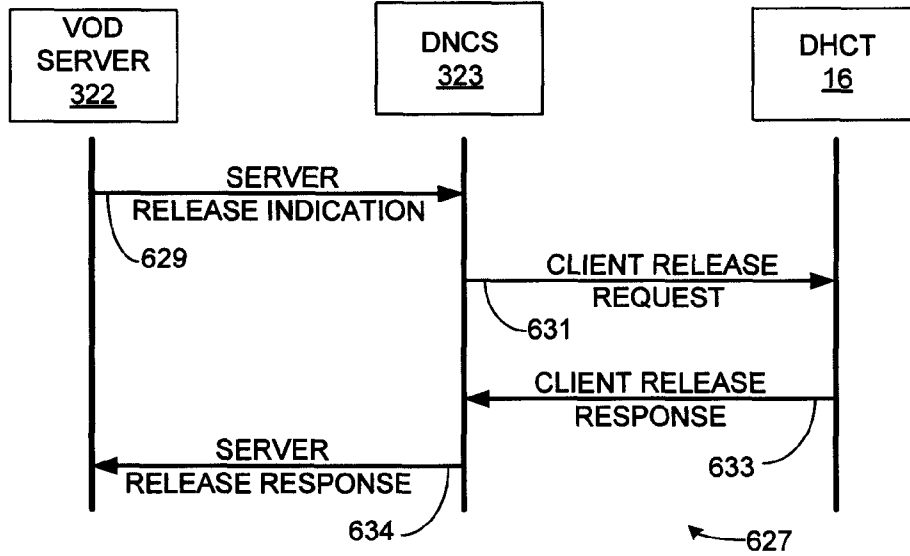 VOD
SERVER
322
DNCS
323
DHCT
16
SERVER
RELEASE INDICATION
629
CLIENT RELEASE
REQUEST
631
CLIENT RELEASE
RESPONSE
633
SERVER
RELEASE RESPONSE
634
627